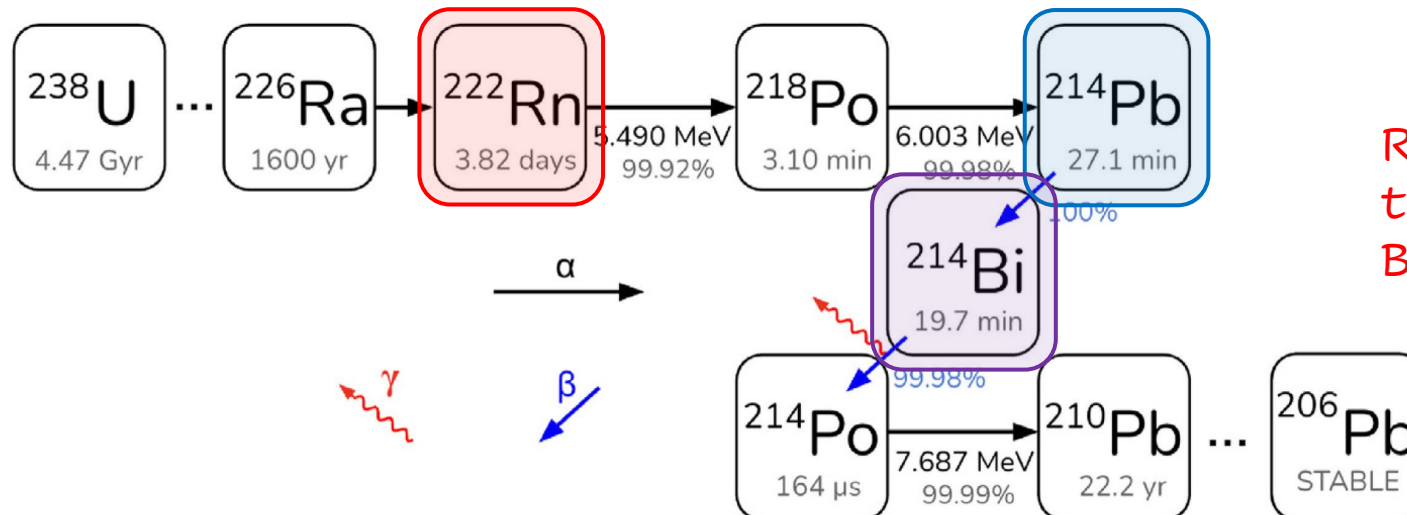 ²³⁸U ... ²²⁶Ra ²²²Rn ²¹⁸Po ²¹⁴Pb
5.490 MeV 6.003 MeV
4.47 Gyr 1600 yr 3.82 days 99.92% 3.10 min 99.98% 27.1 min
100%
R
t
B
²¹⁴Bi
α
19.7 min
γ β 99.98%
²¹⁴Po ²¹⁰Pb ... ²⁰⁶Pb
7.687 MeV
164 µs 99.99% 22.2 yr STABLE